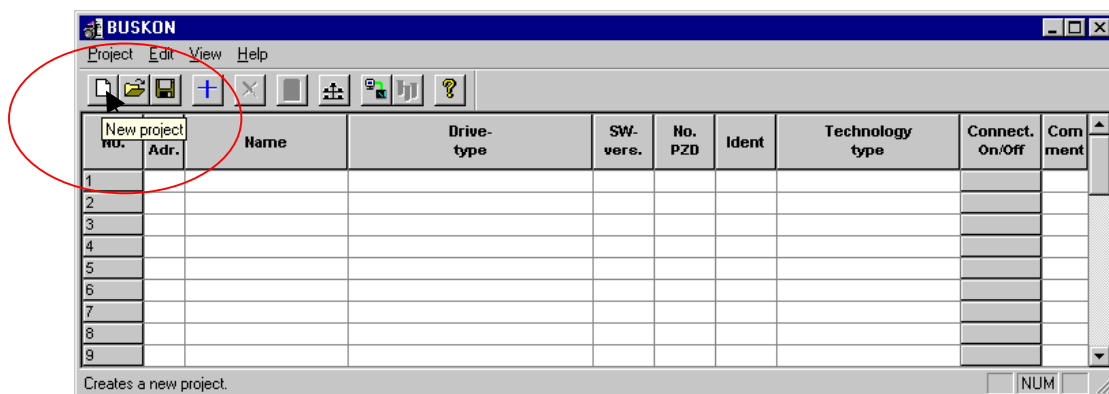 BUSKON
Project Edit View Help
New project
No. Adr. Name Drive-type SW-vers. No. PZD Ident Technology type Connect. On/Off Com ment
1
2
3
4
5
6
7
8
9
Creates a new project. NUM